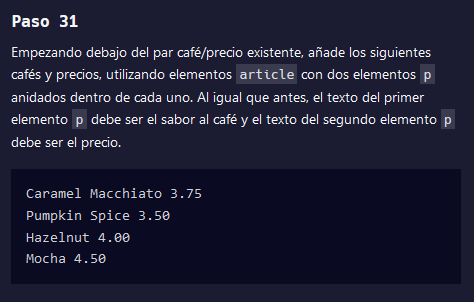 Paso 31
Empezando debajo del par café/precio existente, añade los siguientes
cafés y precios, utilizando elementos article con dos elementos p
anidados dentro de cada uno. Al igual que antes, el texto del primer
elemento p debe ser el sabor al café y el texto del segundo elemento p
debe ser el precio.
Caramel Macchiato 3.75
Pumpkin Spice 3.50
Hazelnut 4.00
Mocha 4.50